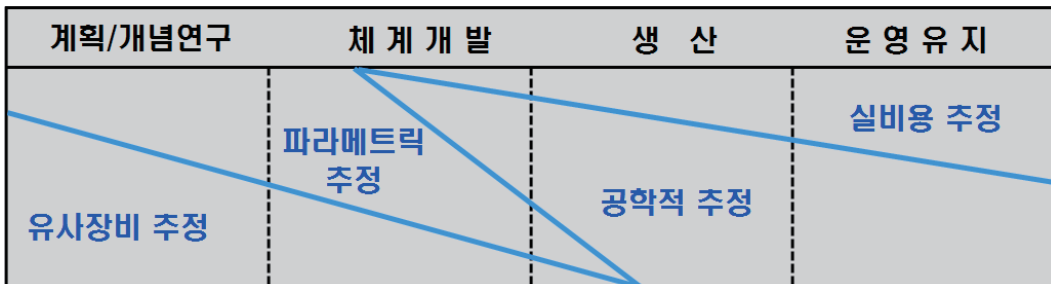 계획/개념연구 체 계 개 발 생 산 운 영 유 지
실비용 추정
파라메트릭
추정
공학적 추정
유사장비 추정